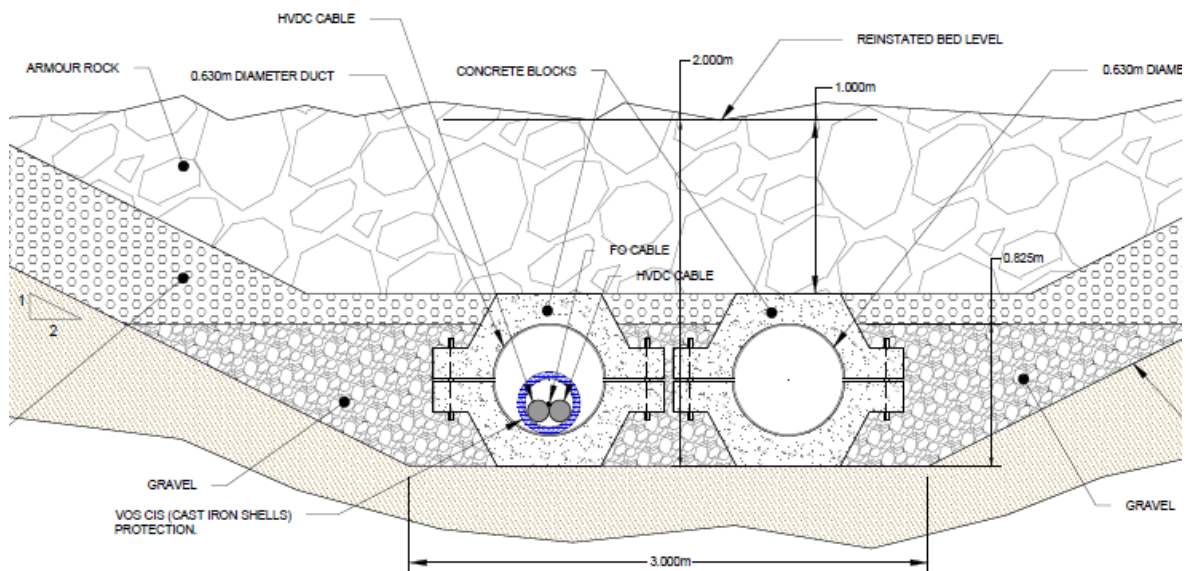 HVDC CABLE
REINSTATED BED LEVEL
2.000m
ARMOUR ROCK
0.630m DIAMETER DUCT
CONCRETE BLOCKS
0.630m DIAME
1.000m
FO CABLE
HVDC CABLE
0.825m
1
2
GRAVEL
VOS CIS (CAST IRON SHELLS)
PROTECTION.
GRAVEL
3.000m